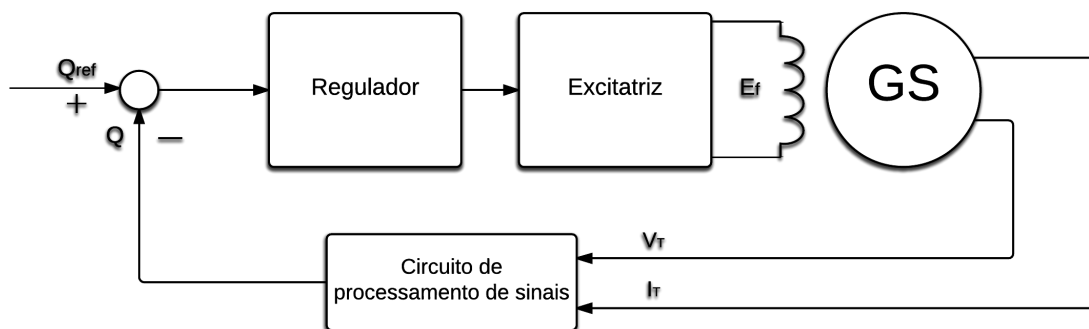 Qref
+
Q
—
Regulador
Excitatriz
Ef
GS
VT
IT
Circuito de
processamento de sinais